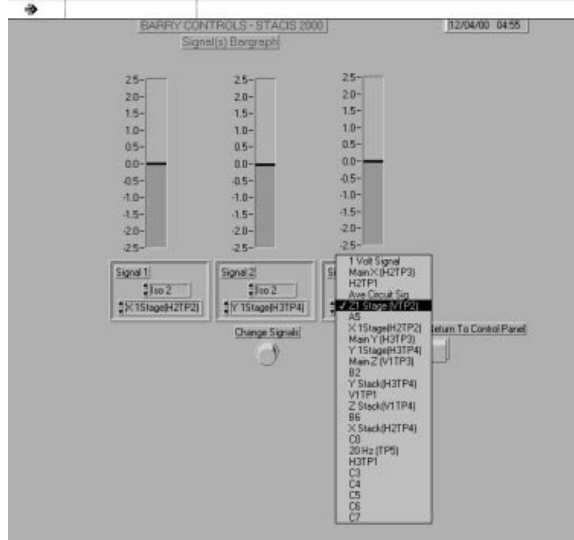 BARRY CONTROLS - STACIS 2000
12/04/00 04:55
Signal(s) Bargraph
2.5-
2.0-
1.5-
1.0-
0.5-
0.0-
-0.5-
-1.0-
-1.5-
-2.0-
-2.5-
2.5-
2.0-
1.5-
1.0-
0.5-
0.0-
-0.5-
-1.0-
-1.5-
-2.0-
-2.5-
2.5-
2.0-
1.5-
1.0-
0.5-
0.0-
-0.5-
-1.0-
-1.5-
-2.0-
-2.5-
Signal 1
Iso 2
X 1Stage(H2TP2)
Signal 2
Iso 2
Y 1Stage(H3TP4)
Change Signals
1 Volt Signal
Main X (H2TP3)
H2TP1
Ave Circuit Sig
✓ Z1 Stage (VTP2)
A5
X 1Stage(H2TP2)
Main Y (H3TP3)
Y 1Stage(H3TP4)
Main Z (V1TP3)
B2
Y Stack(H3TP4)
V1TP1
Z Stack(V1TP4)
B6
X Stack(H2TP4)
C0
20 Hz (TP5)
H3TP1
C3
C4
C5
C6
C7
Return To Control Panel